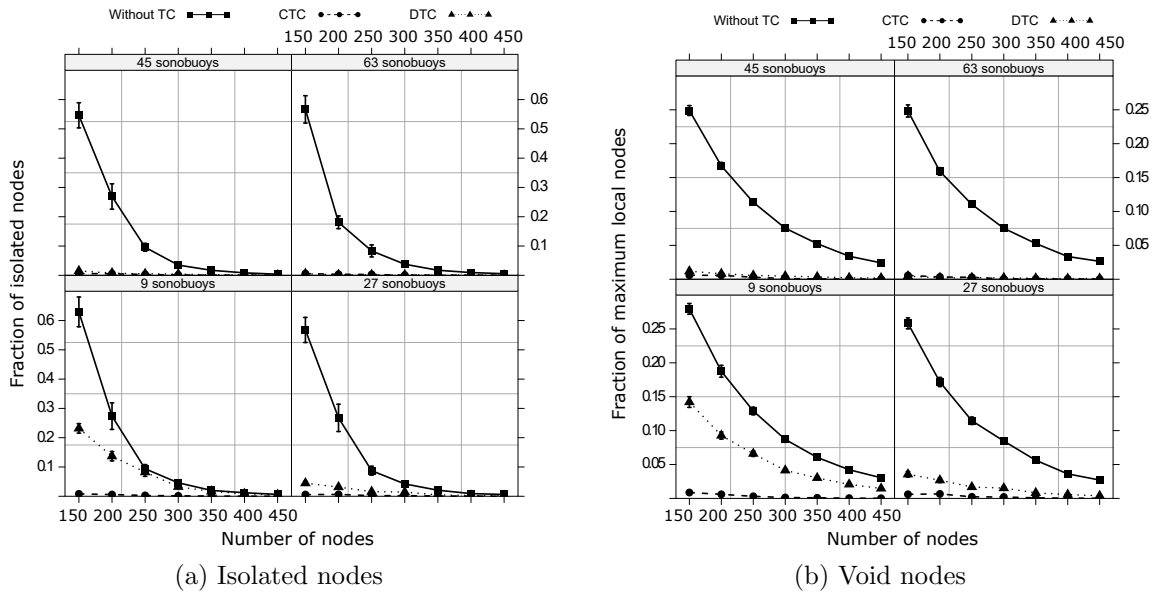 Without TC CTC DTC
150 200 250 300 350 400 450
45 sonobuoys 63 sonobuoys
0.6
0.5
0.4
0.3
0.2
0.1
9 sonobuoys 27 sonobuoys
0.6
0.5
0.4
0.3
0.2
0.1
150 200 250 300 350 400 450
Fraction of isolated nodes
Number of nodes
(a) Isolated nodes
Without TC CTC DTC
150 200 250 300 350 400 450
45 sonobuoys 63 sonobuoys
0.25
0.20
0.15
0.10
0.05
9 sonobuoys 27 sonobuoys
0.25
0.20
0.15
0.10
0.05
150 200 250 300 350 400 450
Fraction of maximum local nodes
Number of nodes
(b) Void nodes